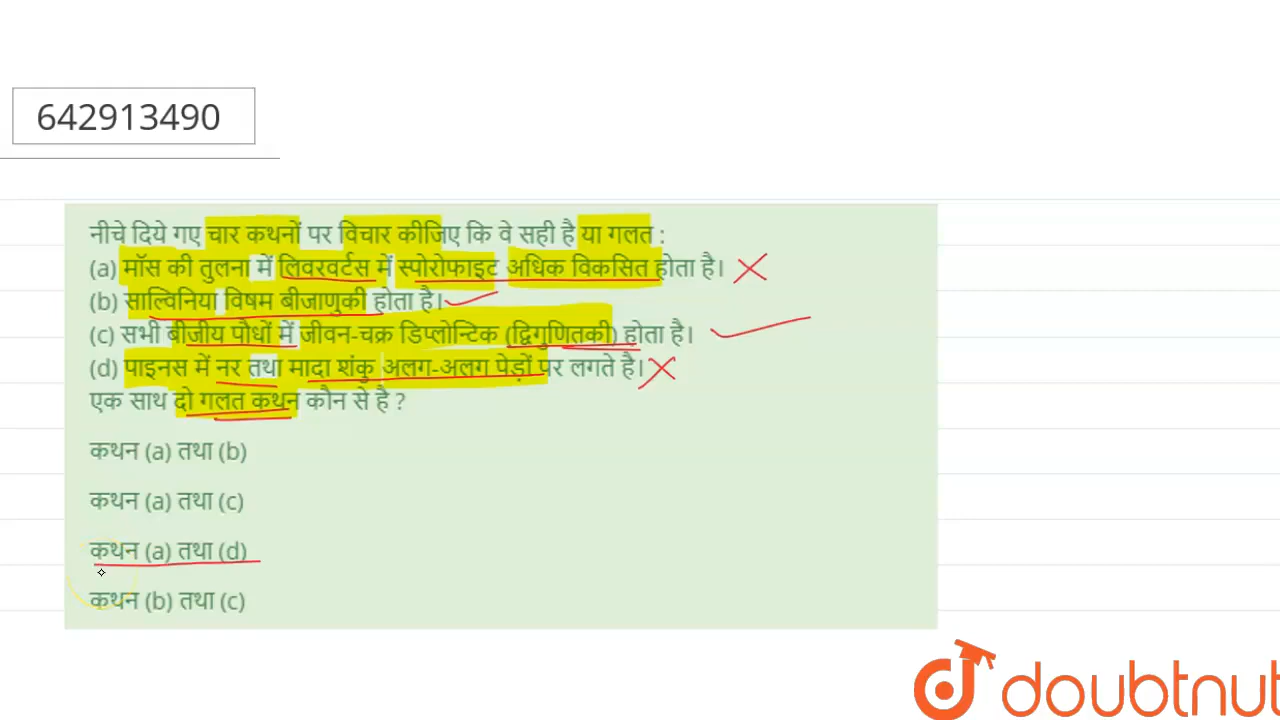 642913490
नीचे दिये गए चार कथनों पर विचार कीजिए कि वे सही है या गलत :
(a) मॉस की तुलना में लिवरवर्टस में स्पोरोफाइट अधिक विकसित होता है।
(b) साल्विनिया विषम बीजाणुकी होता है।
(c) सभी बीजीय पौधों में जीवन-चक्र डिप्लोन्टिक (द्विगुणितकी) होता है।
(d) पाइनस में नर तथा मादा शंकु अलग-अलग पेड़ों पर लगते है।
एक साथ दो गलत कथन कौन से है ?
कथन (a) तथा (b)
कथन (a) तथा (c)
कथन (a) तथा (d)
कथन (b) तथा (c)
doubtnut